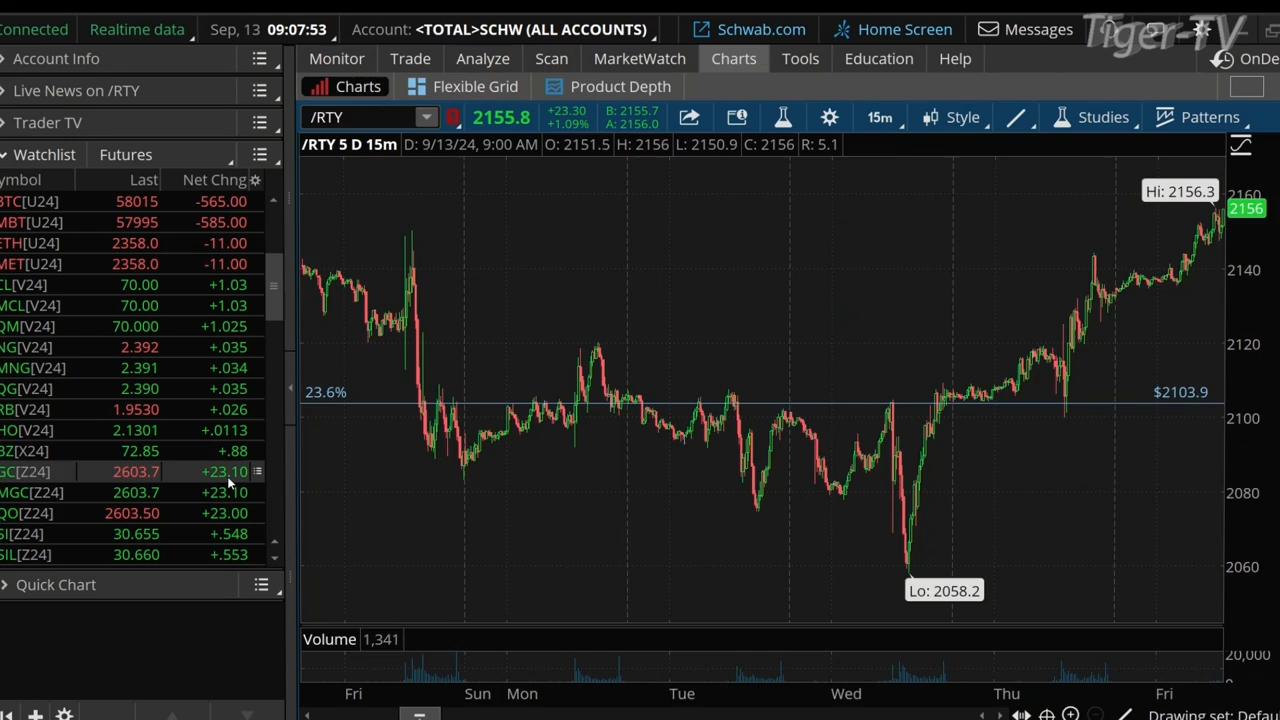 Connected Realtime data Sep, 13 09:07:53 Account: <TOTAL>SCHW (ALL ACCOUNTS) Schwab.com Home Screen Messages
Tiger-TV
Account Info
Live News on /RTY
Trader TV
Watchlist Futures
Symbol Last Net Chng
BTC[U24] 58015 -565.00
MBT[U24] 57995 -585.00
ETH[U24] 2358.0 -11.00
MET[U24] 2358.0 -11.00
CL[V24] 70.00 +1.03
MCL[V24] 70.00 +1.03
QM[V24] 70.000 +1.025
NG[V24] 2.392 +.035
MNG[V24] 2.391 +.034
QG[V24] 2.390 +.035
RB[V24] 1.9530 +.026
HO[V24] 2.1301 +.0113
BZ[X24] 72.85 +.88
GC[Z24] 2603.7 +23.10
MGC[Z24] 2603.7 +23.10
QO[Z24] 2603.50 +23.00
SI[Z24] 30.655 +.548
SIL[Z24] 30.660 +.553
Quick Chart
Monitor Trade Analyze Scan MarketWatch Charts Tools Education Help OnDe
Charts Flexible Grid Product Depth
/RTY 2155.8 +23.30 B: 2155.7 15m Style Studies Patterns
+1.09% A: 2156.0
/RTY 5 D 15m D: 9/13/24, 9:00 AM O: 2151.5 H: 2156 L: 2150.9 C: 2156 R: 5.1
Hi: 2156.3
2160
2156
2140
2120
23.6% $2103.9
2100
2080
2060
Lo: 2058.2
Volume 1,341
20,000
Fri Sun Mon Tue Wed Thu Fri
Drawing set: Defau